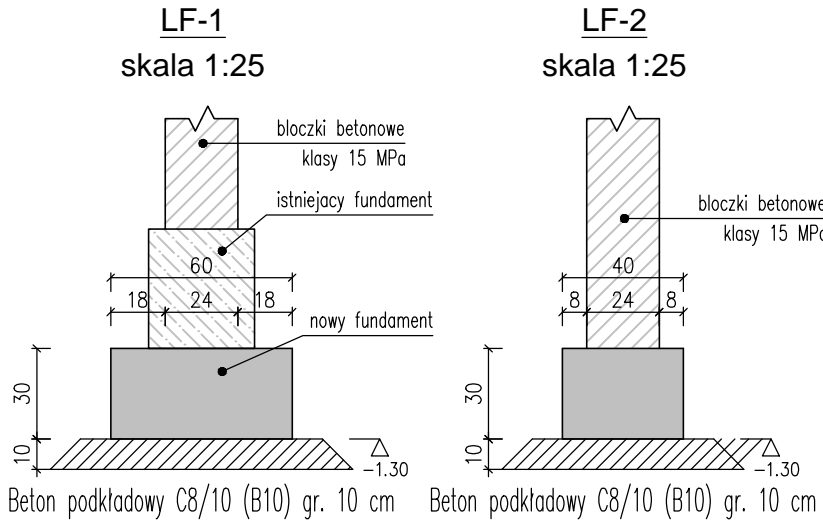 LF-1
skala 1:25
bloczki betonowe
klasy 15 MPa
istniejacy fundament
60
18 24 18
nowy fundament
30
10
-1.30
Beton podkładowy C8/10 (B10) gr. 10 cm
LF-2
skala 1:25
bloczki betonowe
klasy 15 MPa
40
8 24 8
30
10
-1.30
Beton podkładowy C8/10 (B10) gr. 10 cm